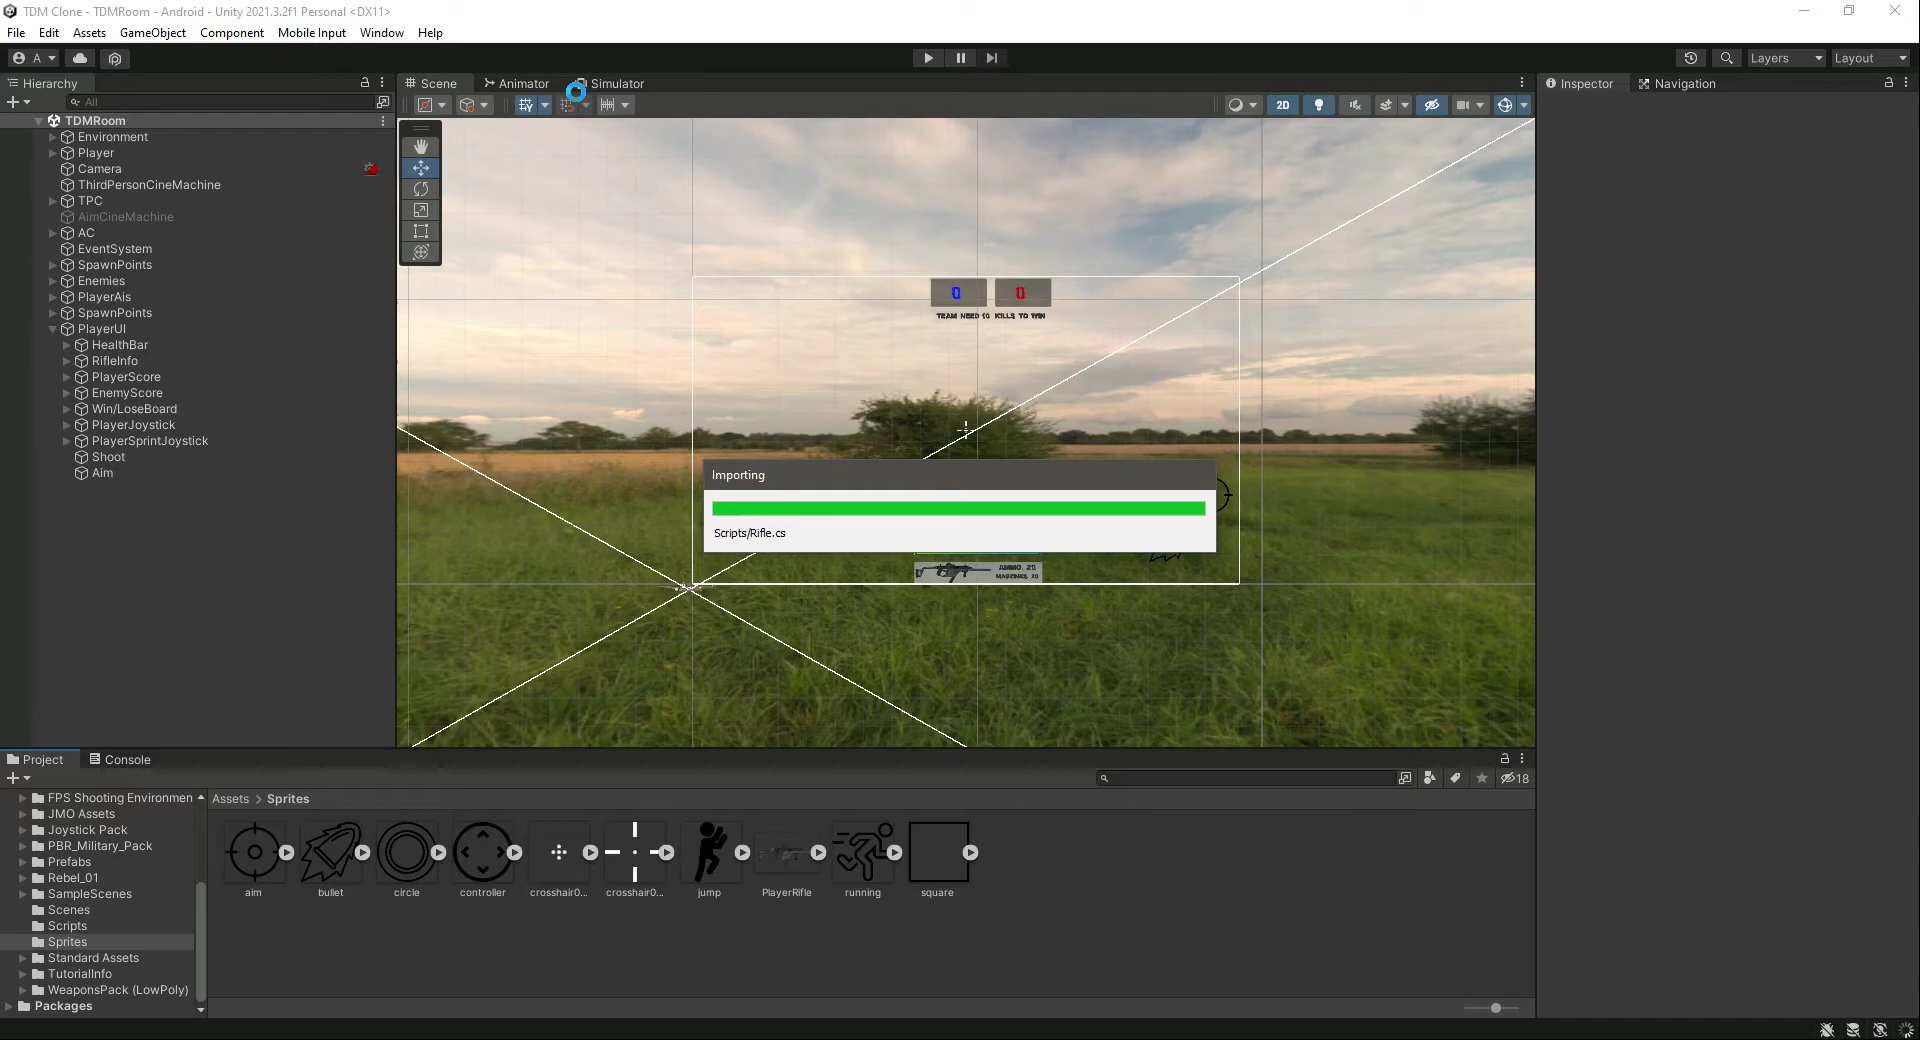 TDM Clone - TDMRoom - Android - Unity 2021.3.2f1 Personal <DX11>
File Edit Assets GameObject Component Mobile Input Window Help
A Layers Layout
Hierarchy
All
TDMRoom
Environment
Player
Camera
ThirdPersonCineMachine
TPC
AimCineMachine
AC
EventSystem
SpawnPoints
Enemies
PlayerAis
SpawnPoints
PlayerUI
HealthBar
RifleInfo
PlayerScore
EnemyScore
Win/LoseBoard
PlayerJoystick
PlayerSprintJoystick
Shoot
Aim
Scene Animator Simulator
2D
0 0
TEAM NEED 10 KILLS TO WIN
Importing
Scripts/Rifle.cs
AMMO. 20
MAGAZINES. 20
Inspector Navigation
Project Console
18
FPS Shooting Environmen
JMO Assets
Joystick Pack
PBR_Military_Pack
Prefabs
Rebel_01
SampleScenes
Scenes
Scripts
Sprites
Standard Assets
TutorialInfo
WeaponsPack (LowPoly)
Packages
Assets > Sprites
aim bullet circle controller crosshair0... crosshair0... jump PlayerRifle running square